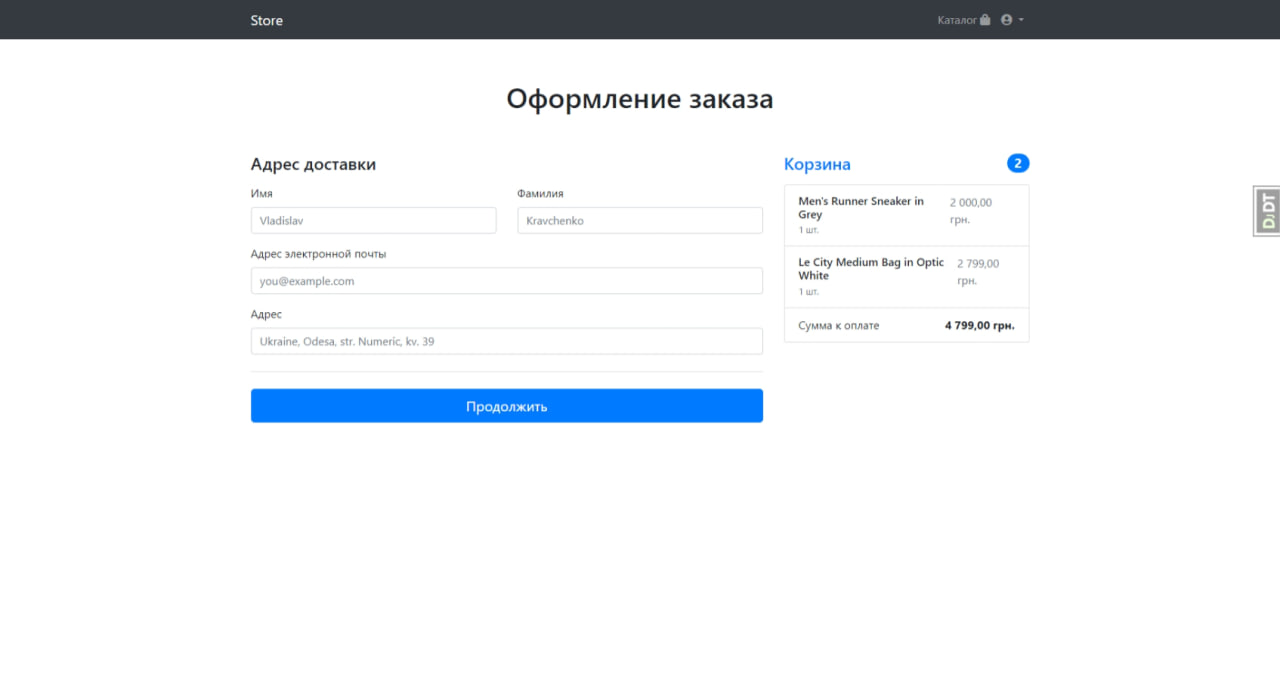 Store
Каталог
Оформление заказа
Адрес доставки
Имя
Фамилия
Vladislav
Kravchenko
Адрес электронной почты
you@example.com
Адрес
Ukraine, Odesa, str. Numeric, kv. 39
Продолжить
Корзина
2
Men's Runner Sneaker in
Grey
1 шт.
2 000,00
грн.
Le City Medium Bag in Optic
White
1 шт.
2 799,00
грн.
Сумма к оплате
4 799,00 грн.
DJDT